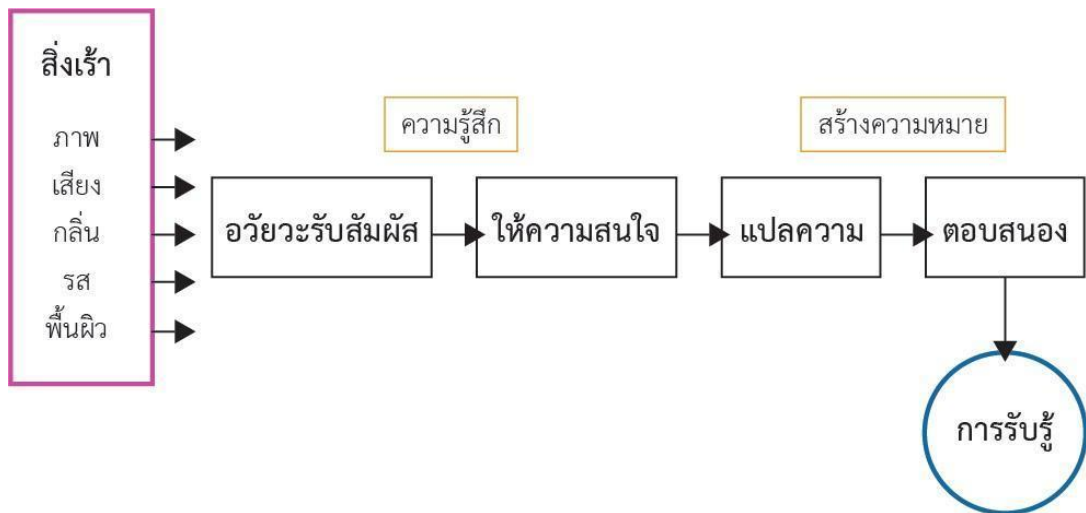 สิ่งเร้า
ภาพ
เสียง
กลิ่น
รส
พื้นผิว
ความรู้สึก
สร้างความหมาย
อวัยวะรับสัมผัส
ให้ความสนใจ
แปลความ
ตอบสนอง
การรับรู้